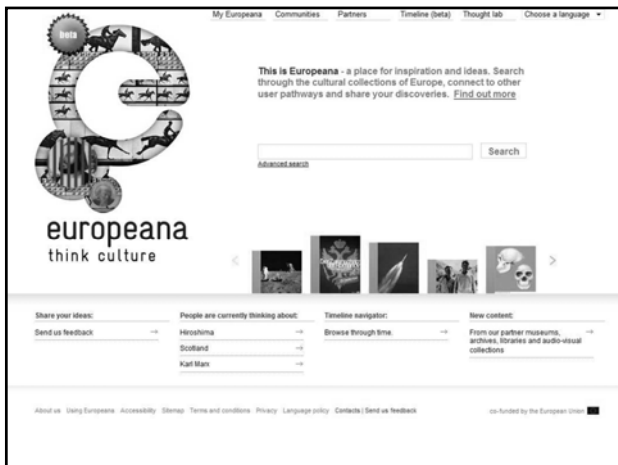 My Europeana Communities Partners Timeline (beta) Thought lab Choose a language
beta
This is Europeana - a place for inspiration and ideas. Search
through the cultural collections of Europe, connect to other
user pathways and share your discoveries. Find out more
Search
Advanced search
europeana
think culture
Share your ideas:
Send us feedback
People are currently thinking about:
Hiroshima
Scotland
Karl Marx
Timeline navigator:
Browse through time.
New content:
From our partner museums,
archives, libraries and audio-visual
collections
About us Using Europeana Accessibility Sitemap Terms and conditions Privacy Language policy Contacts | Send us feedback
co-funded by the European Union